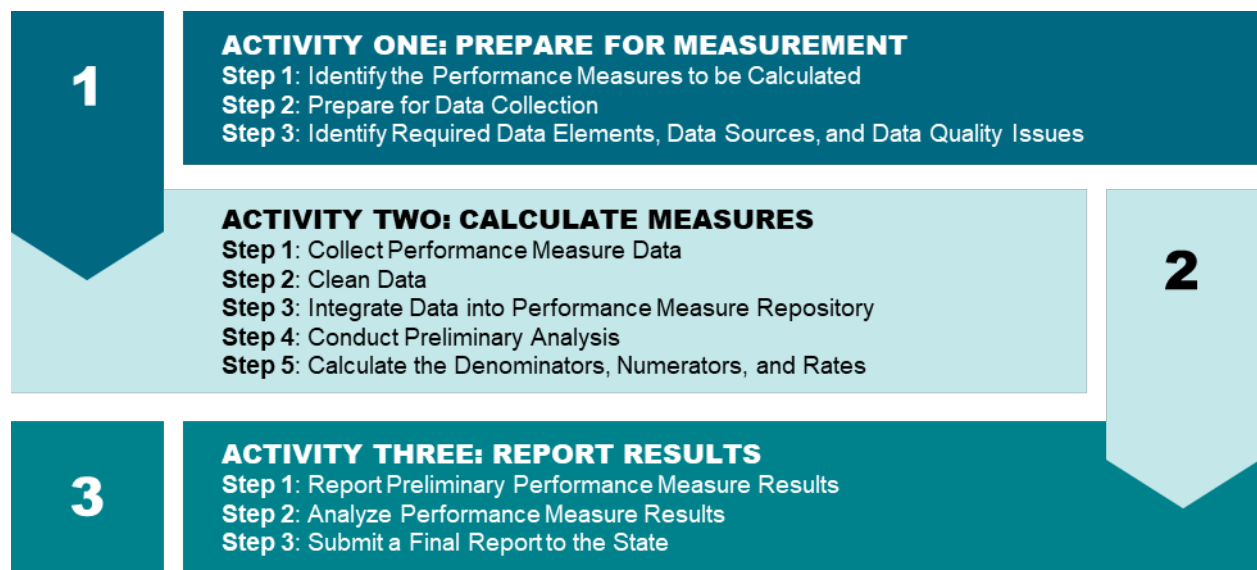 1
ACTIVITY ONE: PREPARE FOR MEASUREMENT
Step 1: Identify the Performance Measures to be Calculated
Step 2: Prepare for Data Collection
Step 3: Identify Required Data Elements, Data Sources, and Data Quality Issues
ACTIVITY TWO: CALCULATE MEASURES
Step 1: Collect Performance Measure Data
Step 2: Clean Data
Step 3: Integrate Data into Performance Measure Repository
Step 4: Conduct Preliminary Analysis
Step 5: Calculate the Denominators, Numerators, and Rates
2
3
ACTIVITY THREE: REPORT RESULTS
Step 1: Report Preliminary Performance Measure Results
Step 2: Analyze Performance Measure Results
Step 3: Submit a Final Report to the State